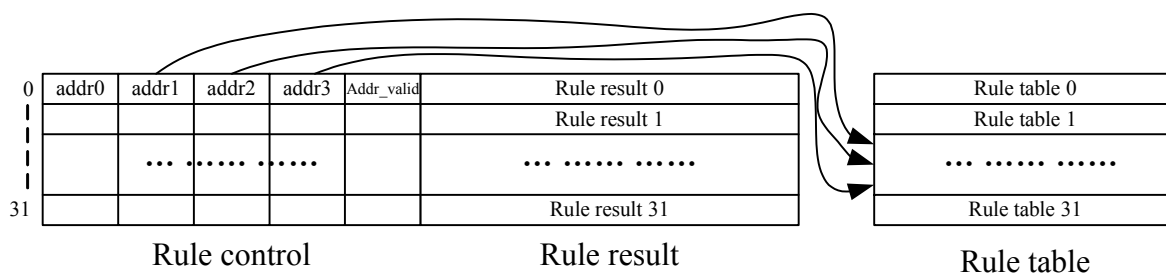 0 addr0 addr1 addr2 addr3 Addr_valid Rule result 0 Rule table 0
Rule result 1 Rule table 1
... ...... ...... ... ...... ...... ... ...... ......
31 Rule result 31 Rule table 31
Rule control Rule result Rule table